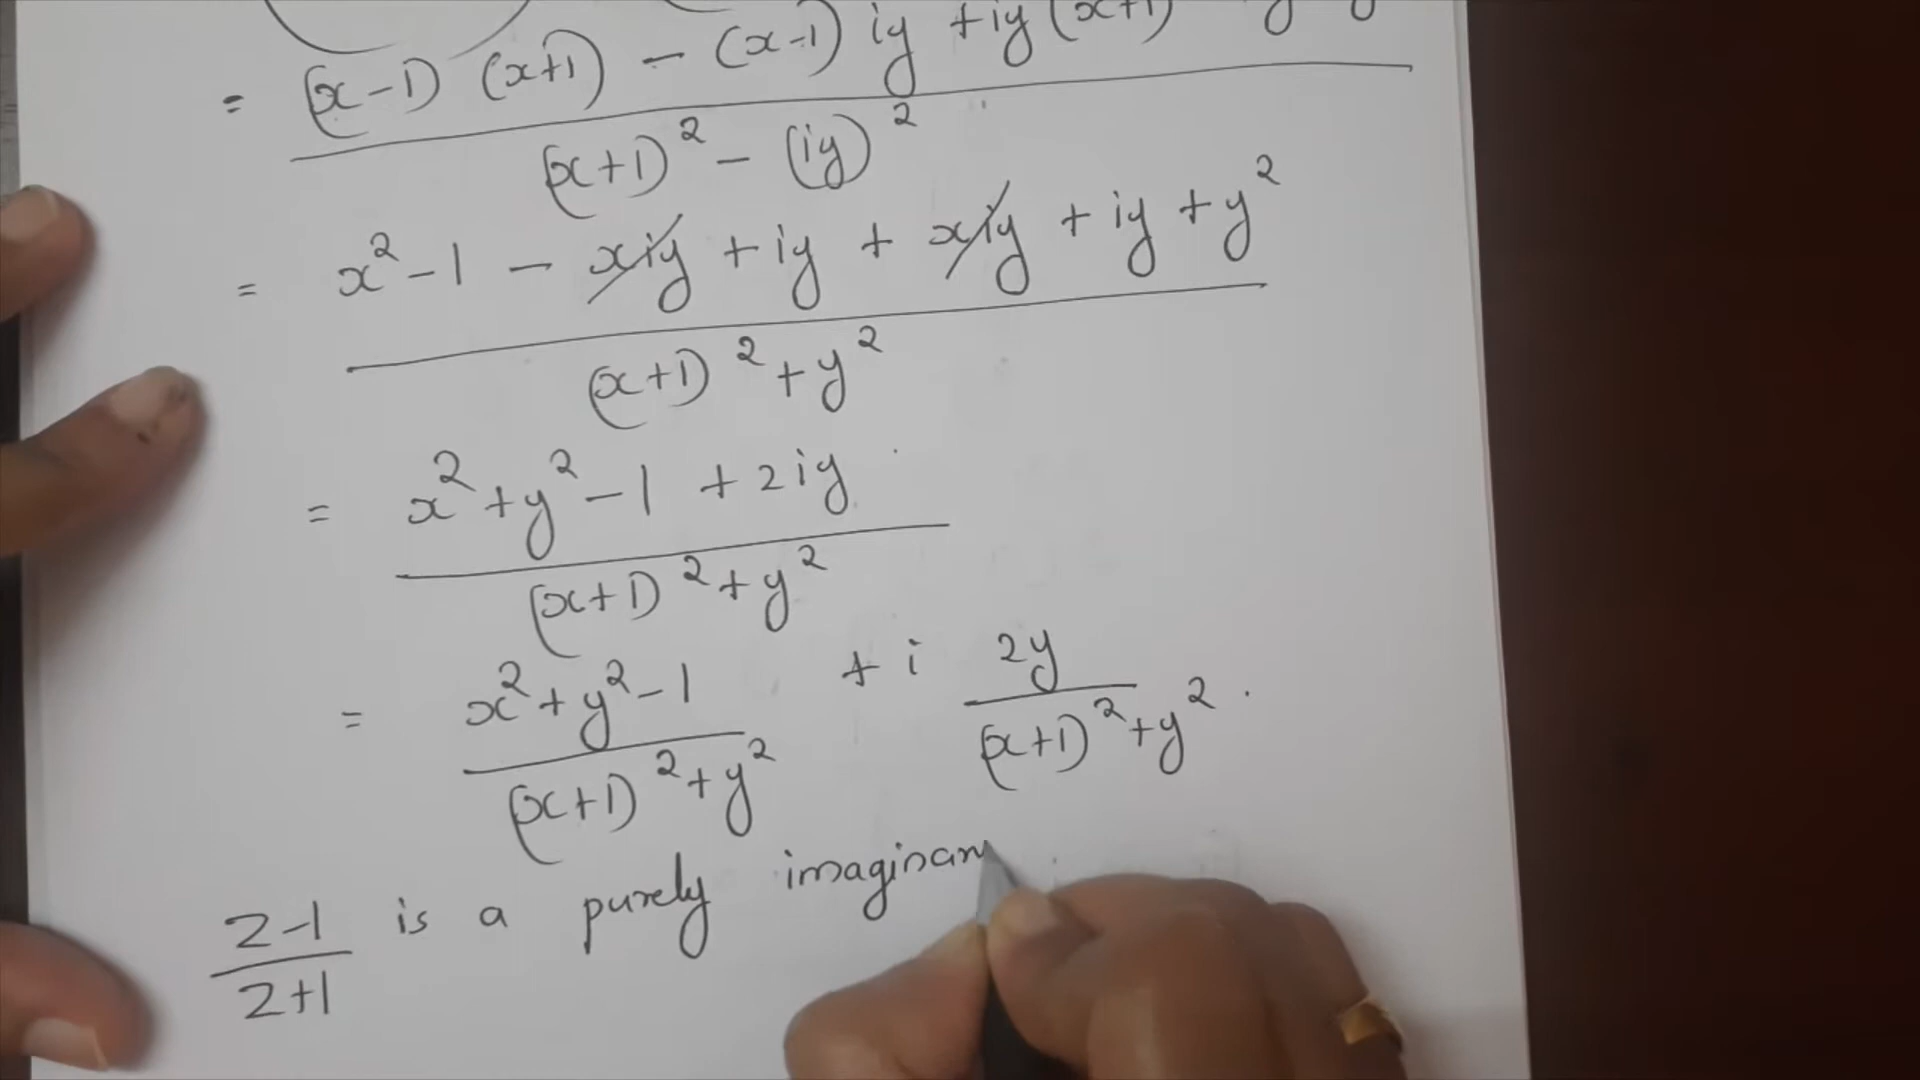 = (x-1) (x+1) - (x-1) iy + iy (x+1)
(x+1)² - (iy)²
= x² - 1 - xiy + iy + xiy + iy + y²
(x+1)² + y²
= x² + y² - 1 + 2iy
(x+1)² + y²
= x² + y² - 1 + i 2y
(x+1)² + y² (x+1)² + y².
z-1 is a purely imaginar
z+1